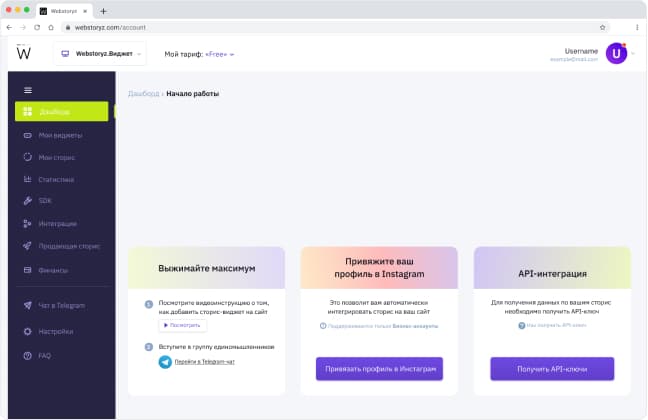 Webstoryz
webstoryz.com/account
W
Webstoryz.Виджет
Мой тариф: «Free»
Username
example@mail.com
U
Дашборд
Мои виджеты
Мои сторис
Статистика
SDK
Интеграции
Продающая сторис
Финансы
Чат в Telegram
Настройки
FAQ
Дашборд › Начало работы
Выжимайте максимум
1 Посмотрите видеоинструкцию о том,
как добавить сторис-виджет на сайт
Посмотреть
2 Вступите в группу единомышленников
Перейти в Telegram-чат
Привяжите ваш
профиль в Instagram
Это позволит вам автоматически
интегрировать сторис на ваш сайт
Поддерживаются только Бизнес-аккаунты
Привязать профиль в Инстаграм
API-интеграция
Для получения данных по вашим сторис
необходимо получить API-ключ
? Как получить API-ключ
Получить API-ключи